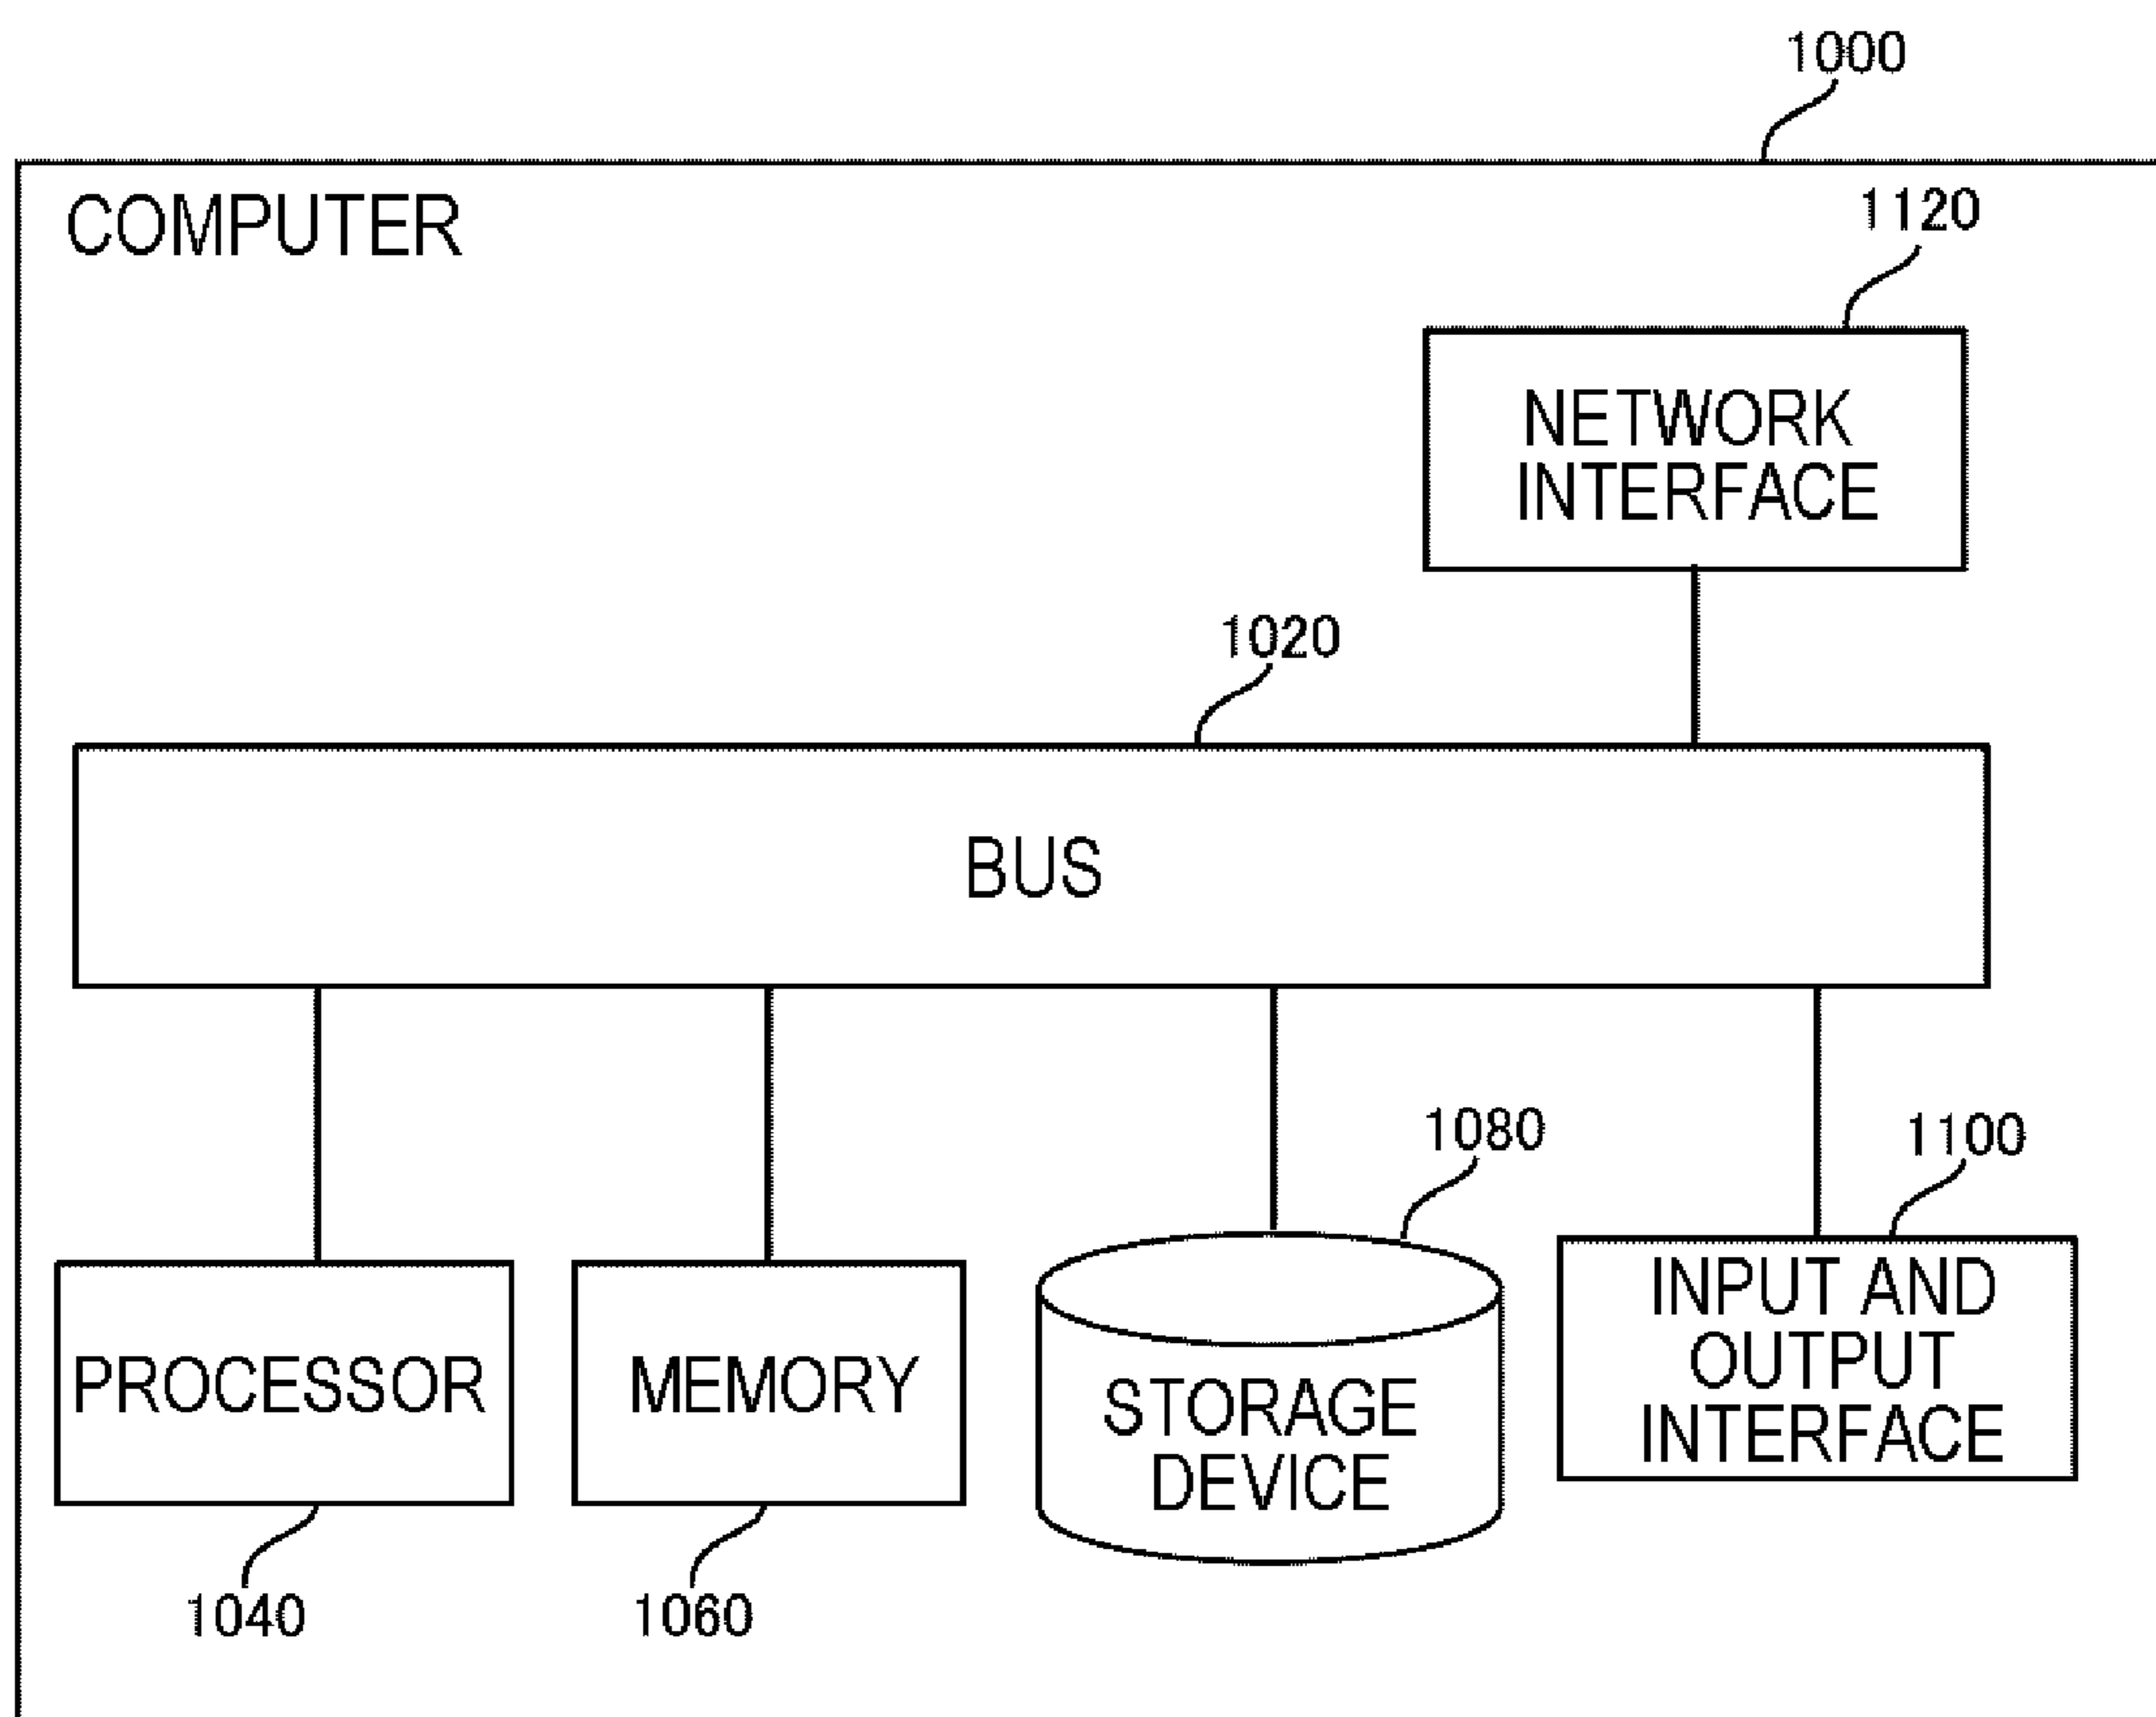 1000
COMPUTER
1120
NETWORK
INTERFACE
1020
BUS
1080
1100
PROCESSOR
MEMORY
STORAGE
DEVICE
INPUT AND
OUTPUT
INTERFACE
1040
1060